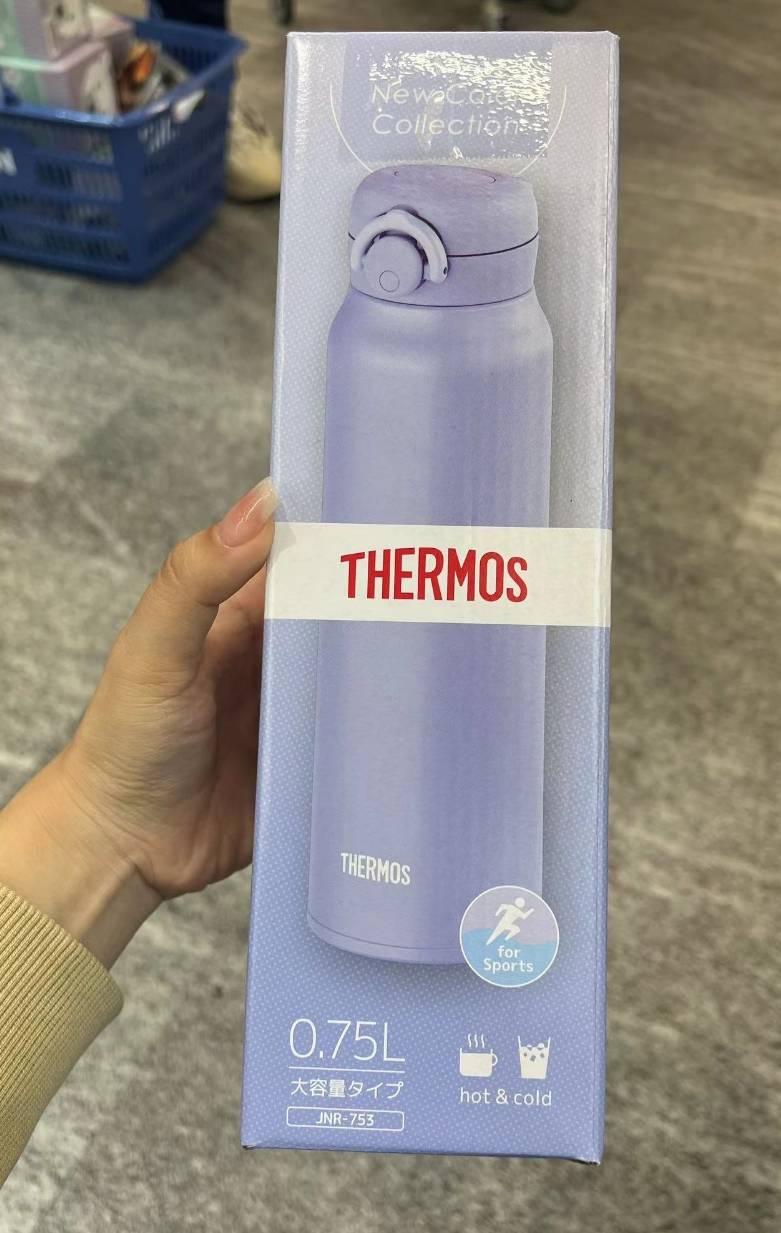 New Color
Collection
THERMOS
THERMOS
for
Sports
0.75L
大容量タイプ
JNR-753
hot & cold